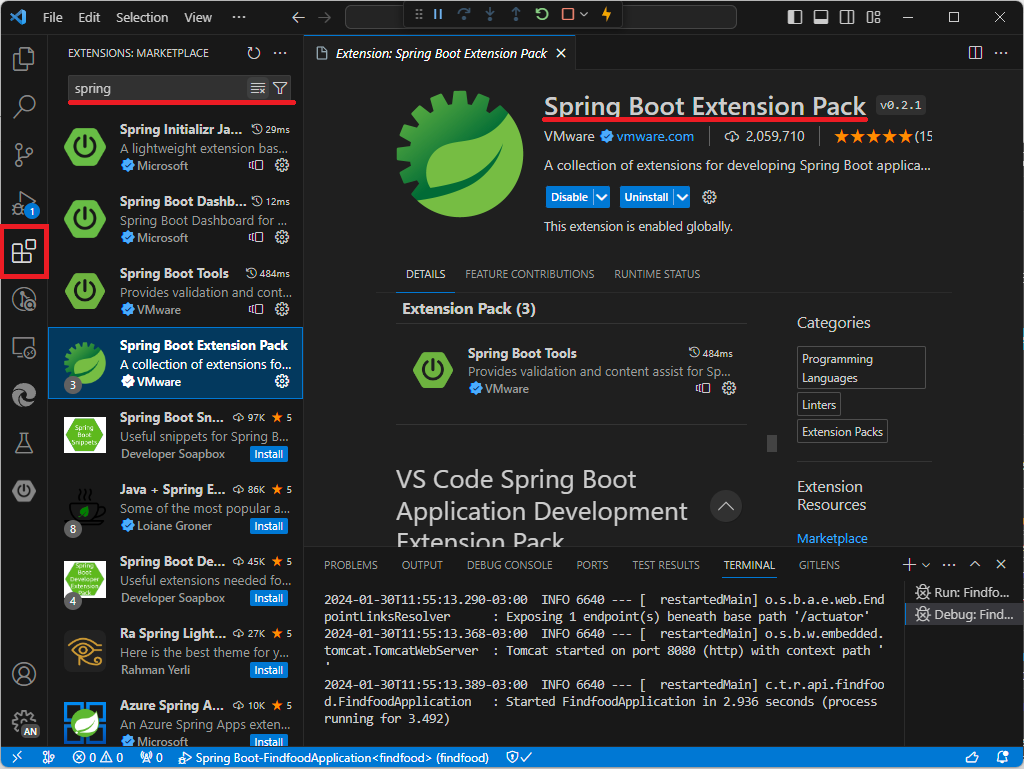 File Edit Selection View ···
EXTENSIONS: MARKETPLACE ···
spring
Spring Initializr Ja... 29ms
A lightweight extension bas...
Microsoft
Spring Boot Dashb... 12ms
Spring Boot Dashboard for ...
Microsoft
Spring Boot Tools 484ms
Provides validation and cont...
VMware
Spring Boot Extension Pack
A collection of extensions fo...
VMware
3
Spring Boot Sn... 97K ★ 5
Useful snippets for Spring B...
Developer Soapbox Install
Spring
Boot
Snippets
Java + Spring E... 86K ★ 5
Some of the most popular a...
Loiane Groner Install
8
Spring Boot De... 45K ★ 5
Useful extensions needed fo...
Developer Soapbox Install
Spring
Boot
Developer
Extension
Pack
4
Ra Spring Light... 27K ★ 5
Here is the best theme for y...
Rahman Yerli Install
Azure Spring A... 10K ★ 5
An Azure Spring Apps exten...
Microsoft Install
1
AN
Extension: Spring Boot Extension Pack
Spring Boot Extension Pack v0.2.1
VMware vmware.com 2,059,710 ★★★★★(15
A collection of extensions for developing Spring Boot applica...
Disable Uninstall
This extension is enabled globally.
DETAILS FEATURE CONTRIBUTIONS RUNTIME STATUS
Extension Pack (3)
Spring Boot Tools 484ms
Provides validation and content assist for Sp...
VMware
VS Code Spring Boot
Application Development
Extension Pack
Categories
Programming
Languages
Linters
Extension Packs
Extension
Resources
Marketplace
PROBLEMS OUTPUT DEBUG CONSOLE PORTS TEST RESULTS TERMINAL GITLENS ···
2024-01-30T11:55:13.290-03:00  INFO 6640 --- [  restartedMain] o.s.b.a.e.web.End
pointLinksResolver      : Exposing 1 endpoint(s) beneath base path '/actuator'
2024-01-30T11:55:13.368-03:00  INFO 6640 --- [  restartedMain] o.s.b.w.embedded.
tomcat.TomcatWebServer  : Tomcat started on port 8080 (http) with context path '
'
2024-01-30T11:55:13.389-03:00  INFO 6640 --- [  restartedMain] c.t.r.api.findfoo
d.FindfoodApplication   : Started FindfoodApplication in 2.936 seconds (process
running for 3.492)
Run: Findfo...
Debug: Find...
0 0 0 Spring Boot-FindfoodApplication<findfood> (findfood)